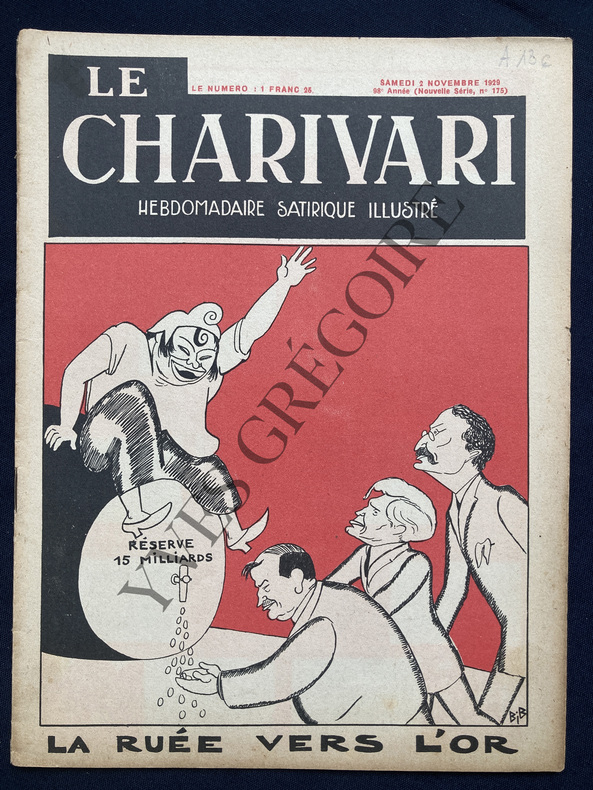 A 13 €
LE
LE NUMERO : 1 FRANC 25.
SAMEDI 2 NOVEMBRE 1929
98e Année (Nouvelle Série, n° 175)
CHARIVARI
HEBDOMADAIRE SATIRIQUE ILLUSTRÉ
YVES GRÉGOIRE
RÉSERVE
15 MILLIARDS
BiB
LA RUÉE VERS L'OR